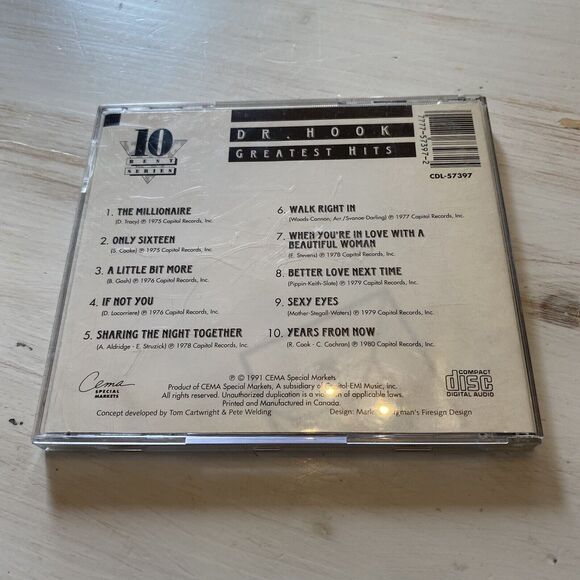 10
BEST
SERIES
DR. HOOK
GREATEST HITS
7777-57397-2
CDL-57397
1. THE MILLIONAIRE
(D. Tracy) ℗ 1975 Capitol Records, Inc.
2. ONLY SIXTEEN
(S. Cooke) ℗ 1975 Capitol Records, Inc.
3. A LITTLE BIT MORE
(B. Gosh) ℗ 1976 Capitol Records, Inc.
4. IF NOT YOU
(D. Locorriere) ℗ 1976 Capitol Records, Inc.
5. SHARING THE NIGHT TOGETHER
(A. Aldridge - E. Struzick) ℗ 1978 Capitol Records, Inc.
6. WALK RIGHT IN
(Woods-Cannon; Arr./Svanoe-Darling) ℗ 1977 Capitol Records, Inc.
7. WHEN YOU'RE IN LOVE WITH A
BEAUTIFUL WOMAN
(E. Stevens) ℗ 1978 Capitol Records, Inc.
8. BETTER LOVE NEXT TIME
(Pippin-Keith-Slate) ℗ 1979 Capitol Records, Inc.
9. SEXY EYES
(Mother-Stegall-Waters) ℗ 1979 Capitol Records, Inc.
10. YEARS FROM NOW
(R. Cook - C. Cochran) ℗ 1980 Capitol Records, Inc.
Cema
SPECIAL
MARKETS
℗ © 1991 CEMA Special Markets
Product of CEMA Special Markets, A subsidiary of Capitol-EMI Music, Inc.
All rights reserved. Unauthorized duplication is a violation of applicable laws.
Printed and Manufactured in Canada.
Concept developed by Tom Cartwright & Pete Welding
Design: Mark's Firesign Design
COMPACT
disc
DIGITAL AUDIO